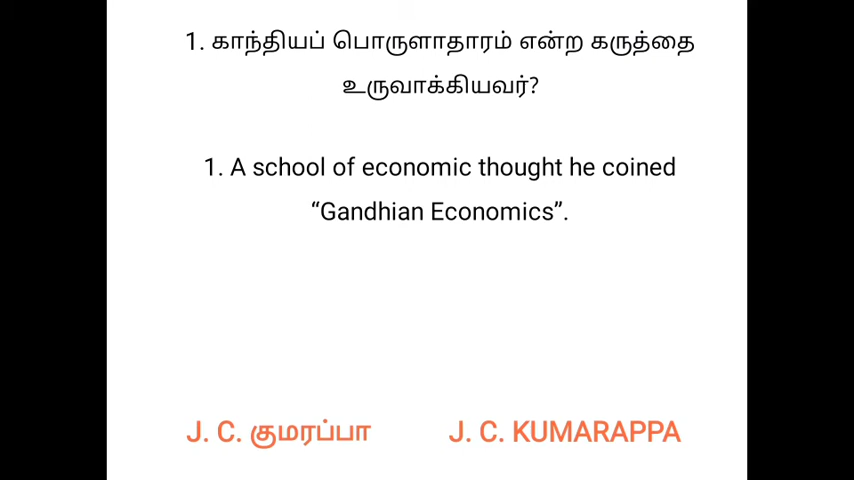 1. காந்தியப் பொருளாதாரம் என்ற கருத்தை
உருவாக்கியவர்?
1. A school of economic thought he coined
“Gandhian Economics”.
J. C. குமரப்பா J. C. KUMARAPPA